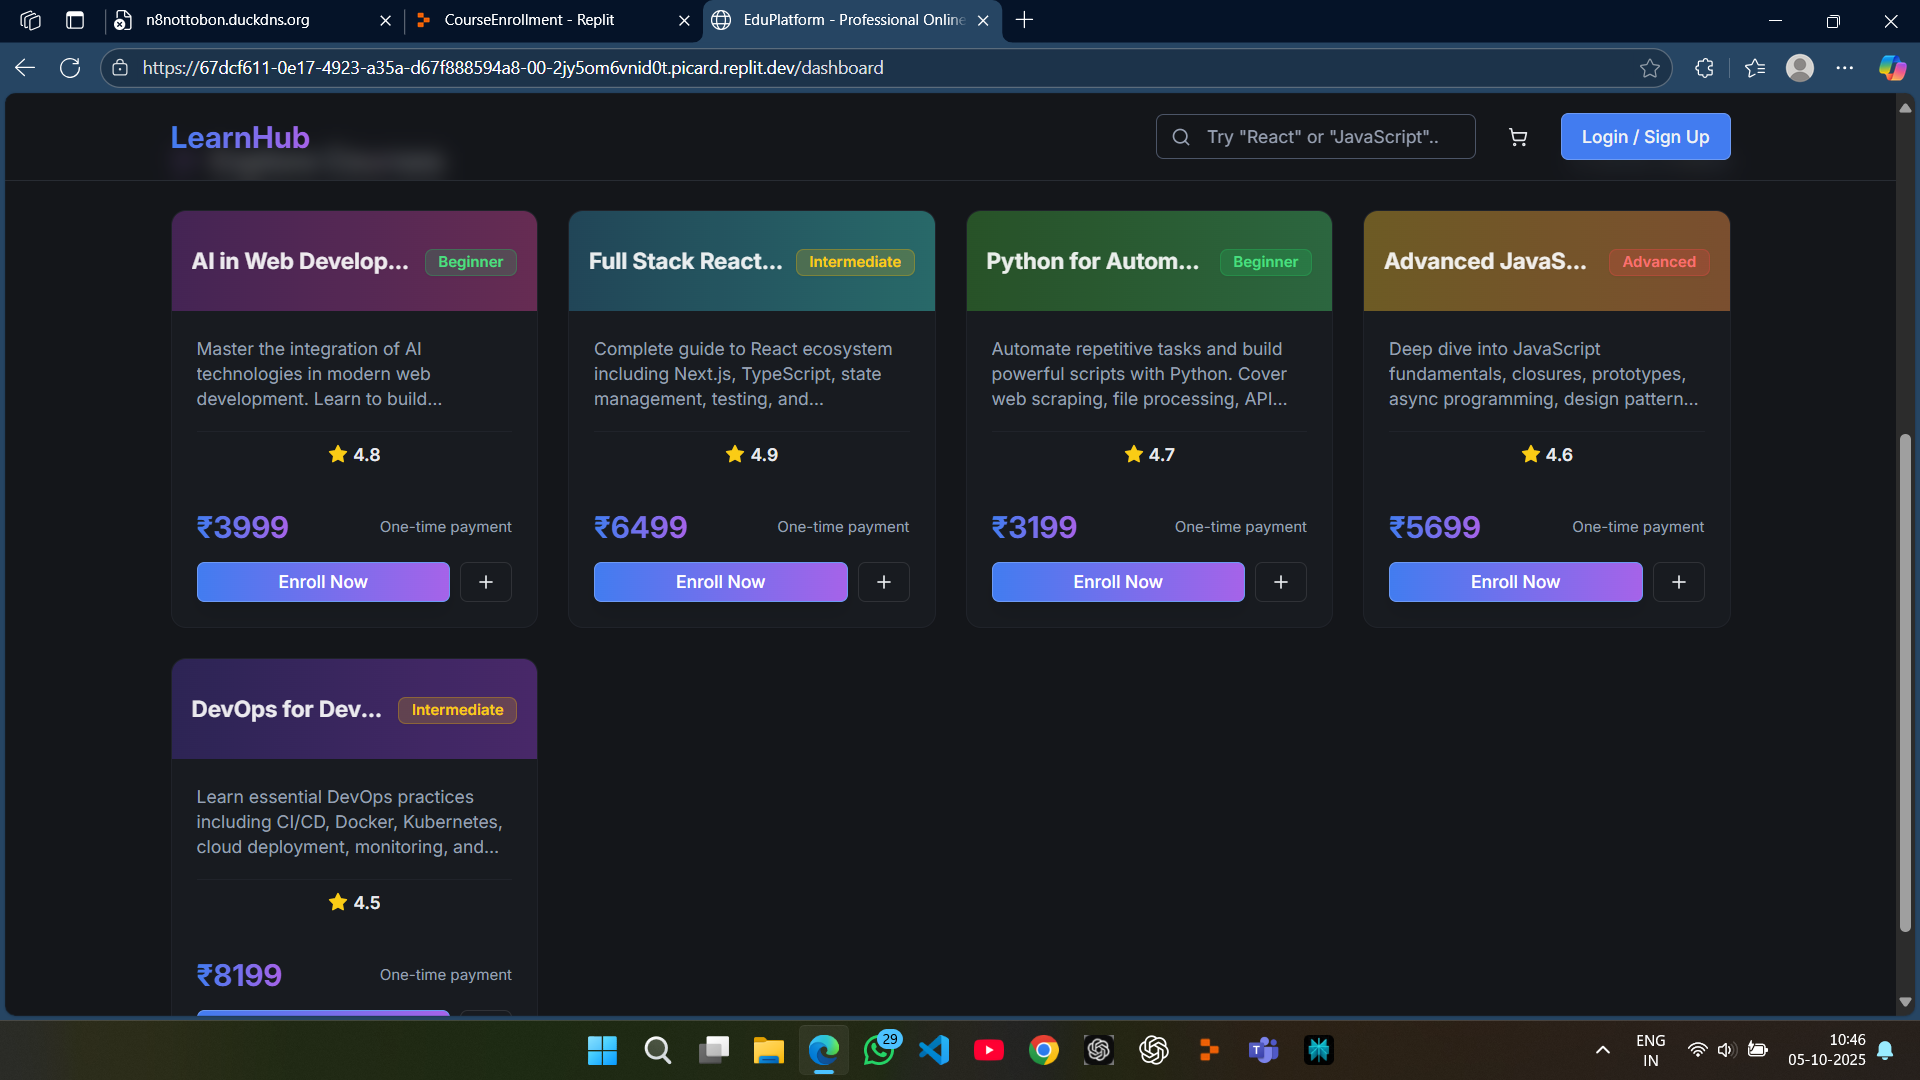 n8nottobon.duckdns.org
CourseEnrollment - Replit
EduPlatform - Professional Online
https://67dcf611-0e17-4923-a35a-d67f888594a8-00-2jy5om6vnid0t.picard.replit.dev/dashboard
LearnHub
Try "React" or "JavaScript"..
Login / Sign Up
Explore Courses
AI in Web Develop...
Beginner
Master the integration of AI
technologies in modern web
development. Learn to build...
4.8
₹3999
One-time payment
Enroll Now
+
Full Stack React...
Intermediate
Complete guide to React ecosystem
including Next.js, TypeScript, state
management, testing, and...
4.9
₹6499
One-time payment
Enroll Now
+
Python for Autom...
Beginner
Automate repetitive tasks and build
powerful scripts with Python. Cover
web scraping, file processing, API...
4.7
₹3199
One-time payment
Enroll Now
+
Advanced JavaS...
Advanced
Deep dive into JavaScript
fundamentals, closures, prototypes,
async programming, design pattern...
4.6
₹5699
One-time payment
Enroll Now
+
DevOps for Dev...
Intermediate
Learn essential DevOps practices
including CI/CD, Docker, Kubernetes,
cloud deployment, monitoring, and...
4.5
₹8199
One-time payment
29
ENG
IN
10:46
05-10-2025